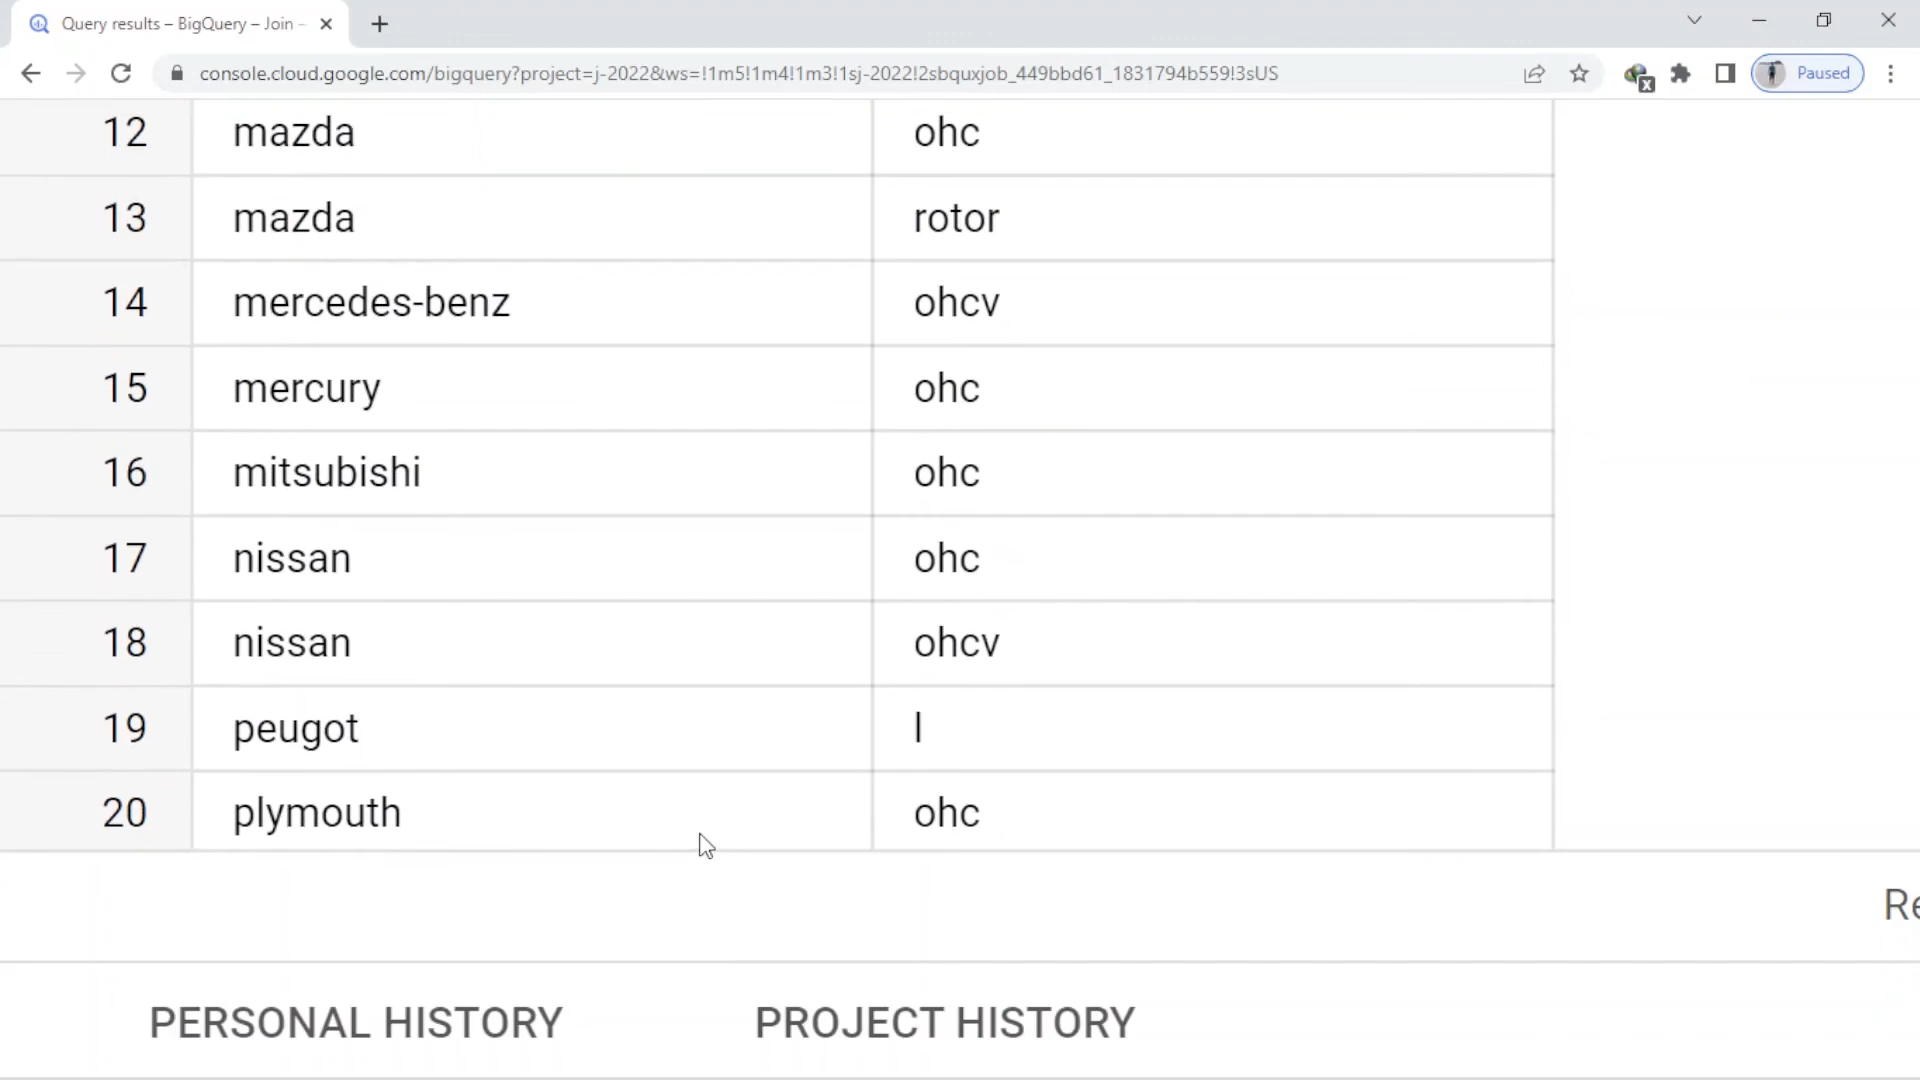 Query results – BigQuery – Join –
console.cloud.google.com/bigquery?project=j-2022&ws=!1m5!1m4!1m3!1sj-2022!2sbquxjob_449bbd61_1831794b559!3sUS
Paused
12 mazda ohc
13 mazda rotor
14 mercedes-benz ohcv
15 mercury ohc
16 mitsubishi ohc
17 nissan ohc
18 nissan ohcv
19 peugot l
20 plymouth ohc
Re
PERSONAL HISTORY PROJECT HISTORY